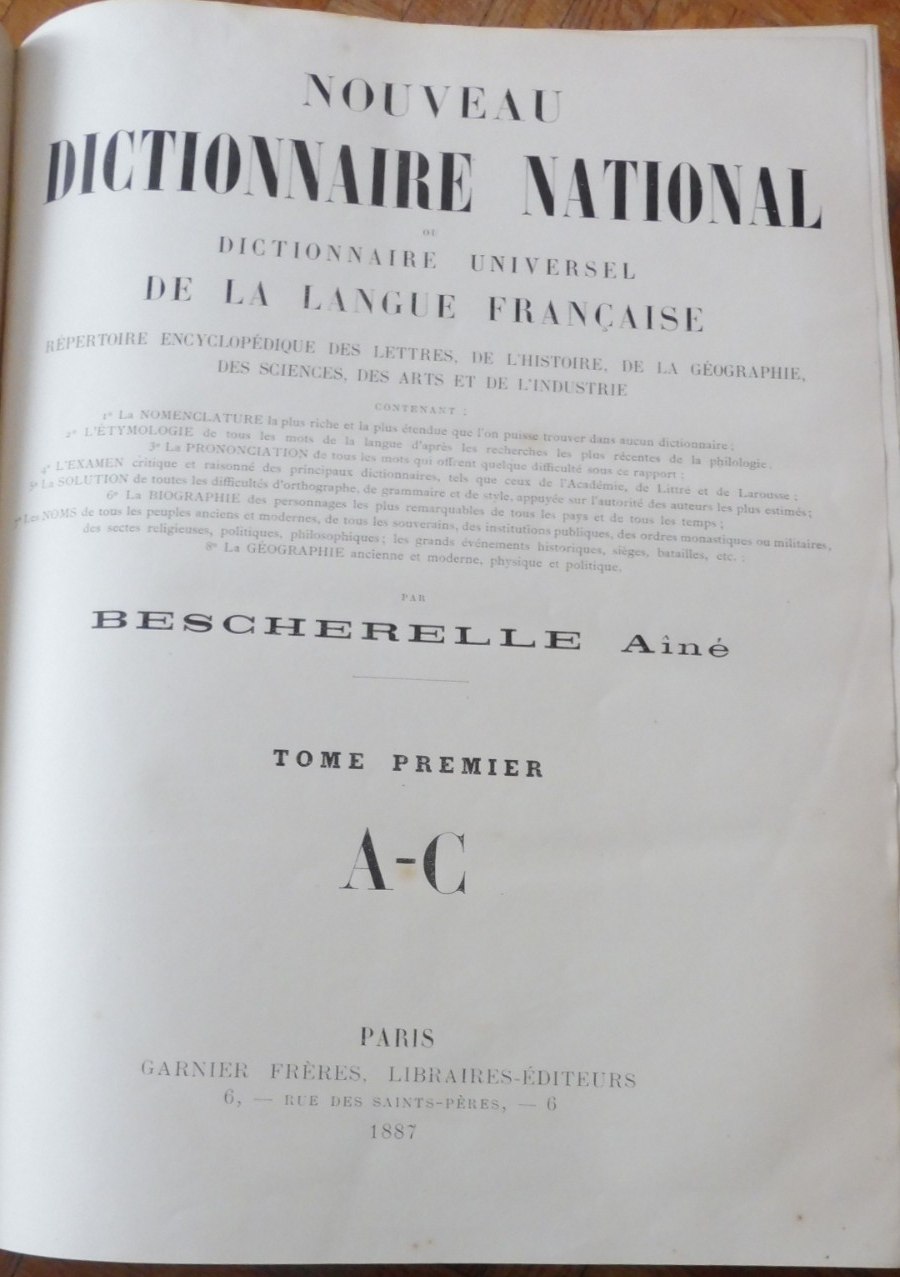 NOUVEAU
DICTIONNAIRE NATIONAL
OU
DICTIONNAIRE UNIVERSEL
DE LA LANGUE FRANÇAISE
RÉPERTOIRE ENCYCLOPÉDIQUE DES LETTRES, DE L'HISTOIRE, DE LA GÉOGRAPHIE,
DES SCIENCES, DES ARTS ET DE L'INDUSTRIE
CONTENANT :
1º La NOMENCLATURE la plus riche et la plus étendue que l'on puisse trouver dans aucun dictionnaire ;
2º L'ÉTYMOLOGIE de tous les mots de la langue d'après les recherches les plus récentes de la philologie.
3º La PRONONCIATION de tous les mots qui offrent quelque difficulté sous ce rapport ;
4º L'EXAMEN critique et raisonné des principaux dictionnaires, tels que ceux de l'Académie, de Littré et de Larousse ;
5º La SOLUTION de toutes les difficultés d'orthographe, de grammaire et de style, appuyée sur l'autorité des auteurs les plus estimés ;
6º La BIOGRAPHIE des personnages les plus remarquables de tous les pays et de tous les temps ;
7º Les NOMS de tous les peuples anciens et modernes, de tous les souverains, des institutions publiques, des ordres monastiques ou militaires,
des sectes religieuses, politiques, philosophiques ; les grands événements historiques, sièges, batailles, etc. ;
8º La GÉOGRAPHIE ancienne et moderne, physique et politique.
PAR
BESCHERELLE Aîné
TOME PREMIER
A-C
PARIS
GARNIER FRÈRES, LIBRAIRES-ÉDITEURS
6, — RUE DES SAINTS-PÈRES, — 6
1887